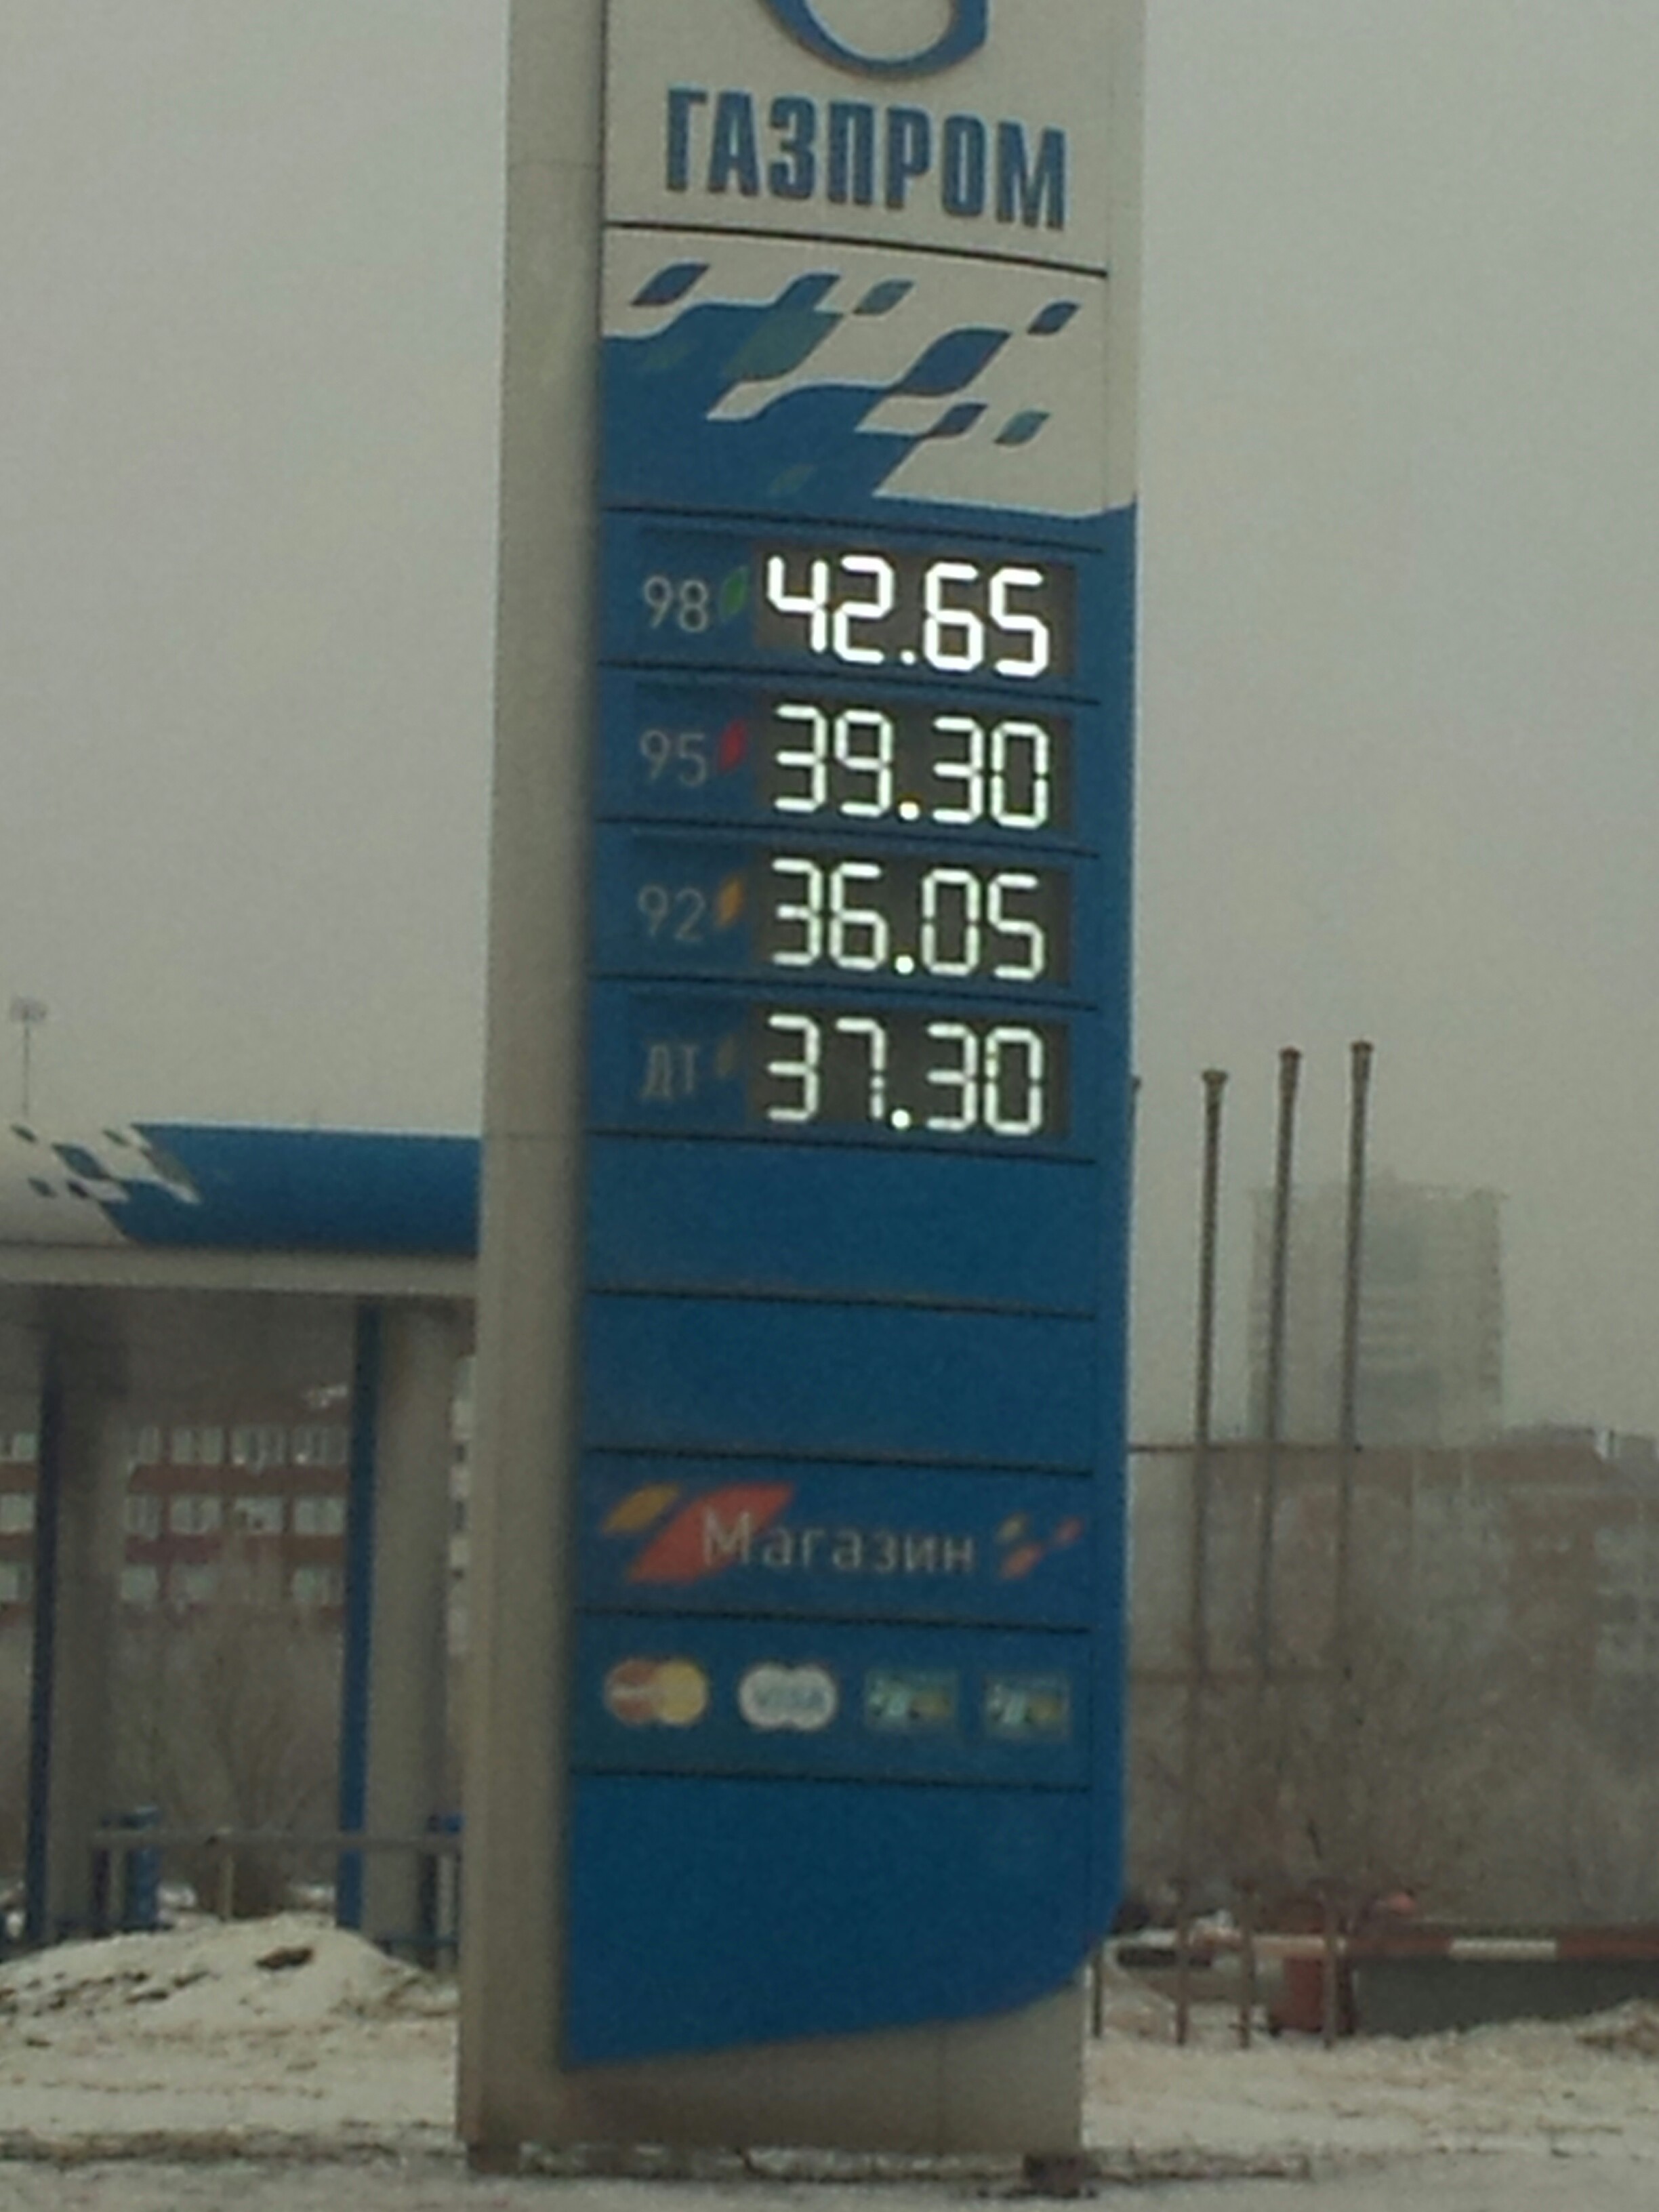 ГАЗПРОМ
98 42.65
95 39.30
92 36.05
ДТ 37.30
Магазин
VISA